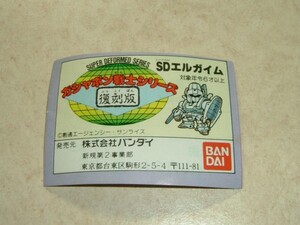 SUPER DEFORMED SERIES
ガシャポン戦士シリーズ
復刻版
SDエルガイム
対象年令6才以上
©創通エージェンシー・サンライズ
発売元 株式会社バンダイ
新規第2事業部
東京都台東区駒形2-5-4 〒111-81
BAN
DAI